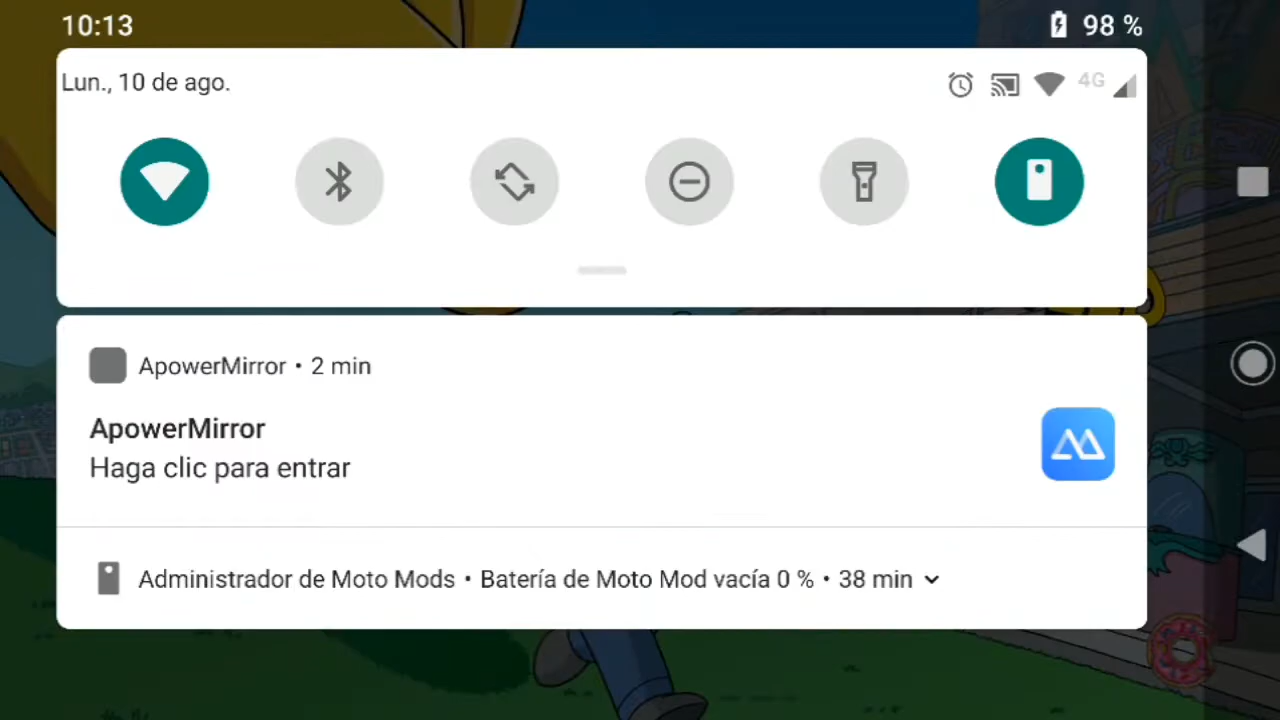 10:13
98 %
Lun., 10 de ago.
4G
ApowerMirror • 2 min
ApowerMirror
Haga clic para entrar
Administrador de Moto Mods • Batería de Moto Mod vacía 0 % • 38 min